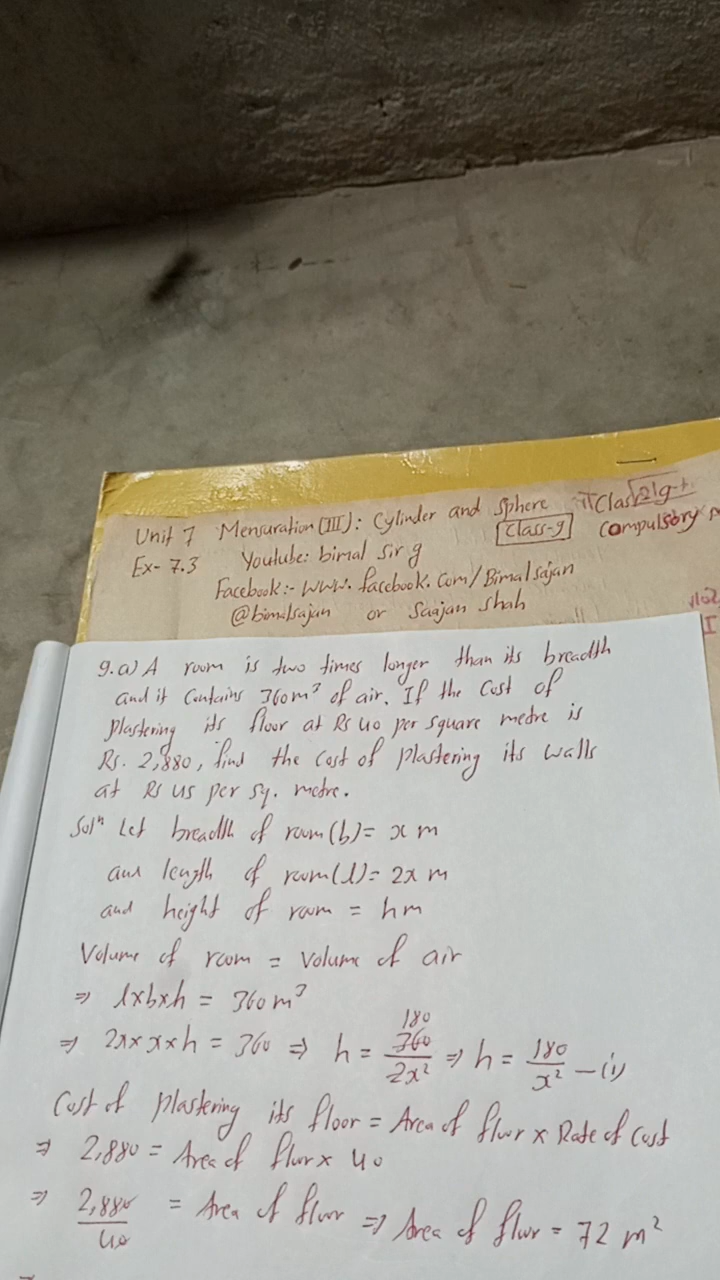 Unit 7 Mensuration (III): Cylinder and Sphere
Ex- 7.3 Youtube: bimal Sir g Class-9 Compulsory
Facebook:- WWW. facebook. Com/Bimalsajan
@bimalsajan or Saajan Shah
9.a) A room is two times longer than its breadth
and it Contains 360m³ of air. If the Cost of
plastering its floor at Rs 40 per square metre is
Rs. 2,880, find the Cost of plastering its walls
at Rs 45 per sq. metre.
Solⁿ Let breadth of room(b)= x m
and length of room(l)= 2x m
and height of room = hm
Volume of room = Volume of air
⇒ l×b×h = 360m³
⇒ 2x×x×h = 360 ⇒ h = 360/2x² 180 ⇒ h = 180/x² —(i)
Cost of plastering its floor = Area of floor × Rate of Cost
⇒ 2,880 = Area of floor× 40
⇒ 2,880/40 = Area of floor ⇒ Area of floor = 72 m²